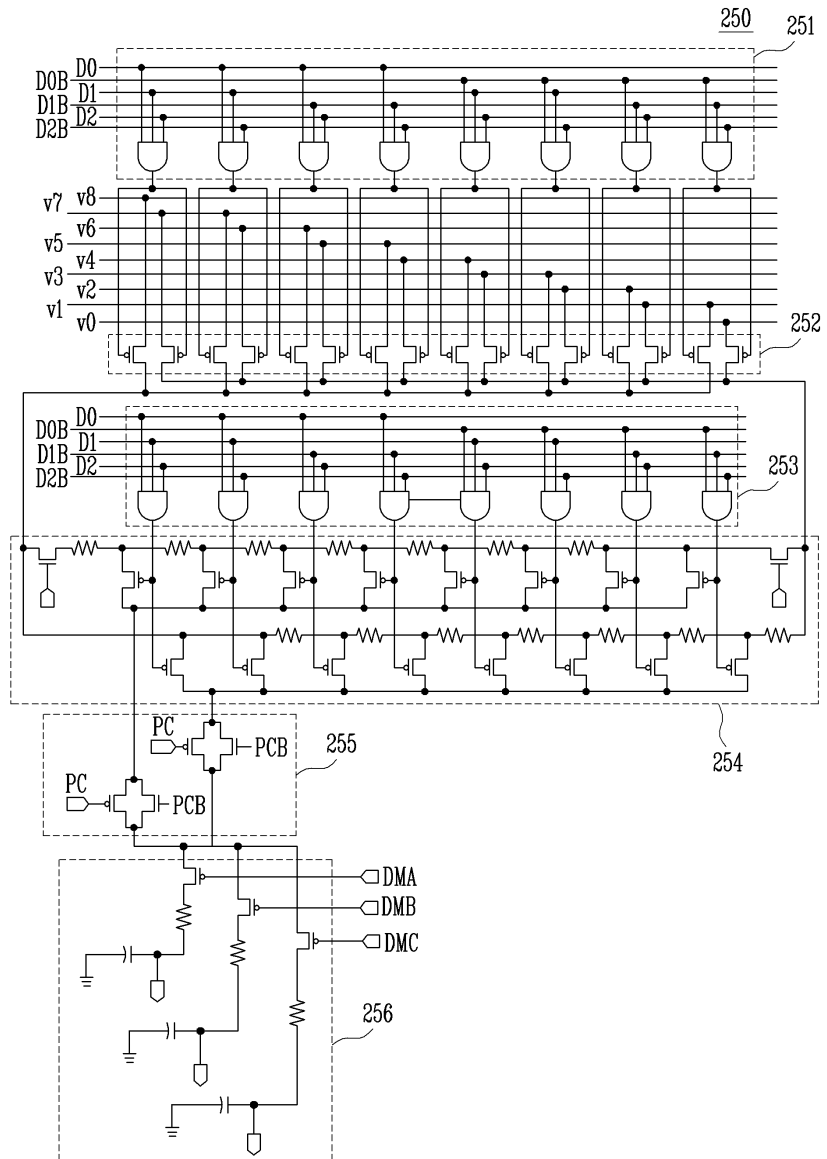 250
251
D0
D0B
D1
D1B
D2
D2B
v8
v7
v6
v5
v4
v3
v2
v1
v0
252
D0
D0B
D1
D1B
D2
D2B
253
254
PC
PCB
255
PC
PCB
DMA
DMB
DMC
256